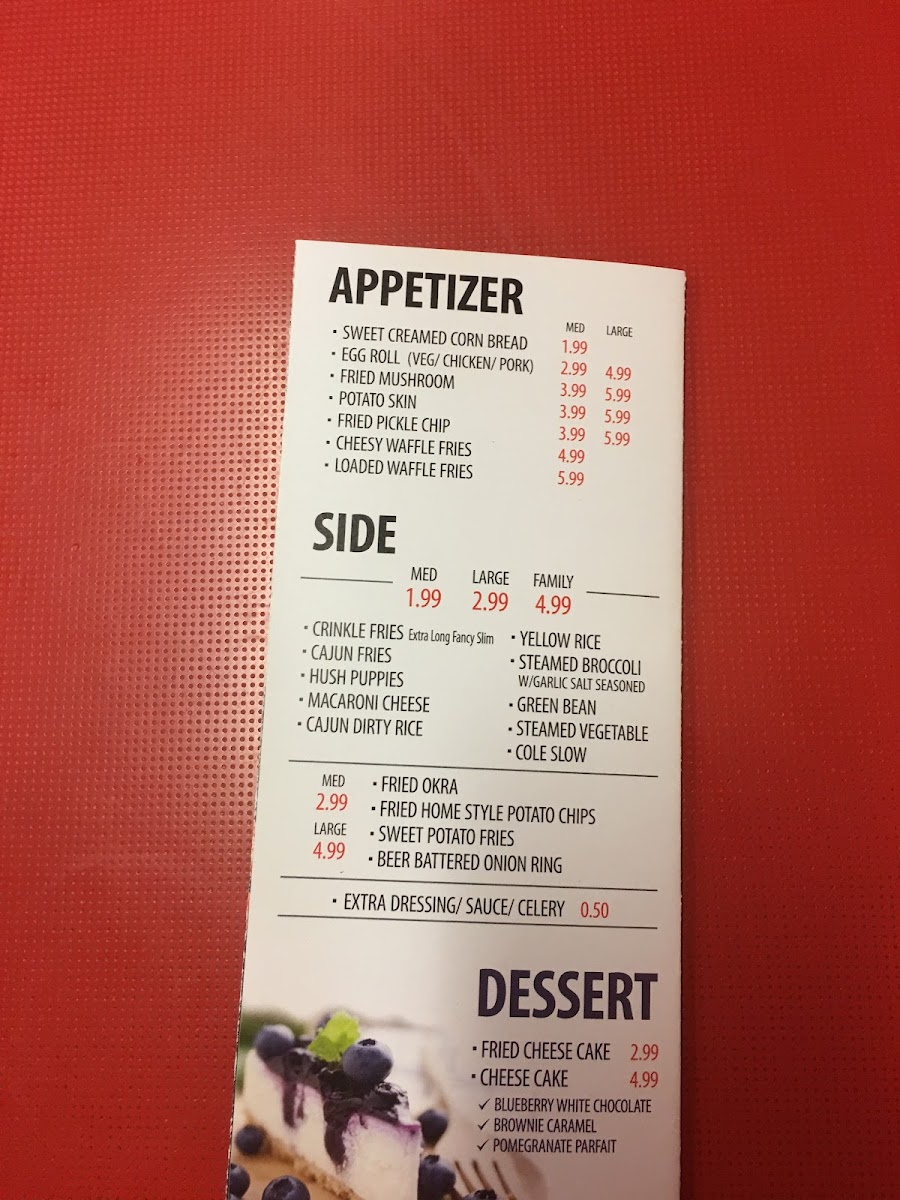 APPETIZER
MED LARGE
· SWEET CREAMED CORN BREAD 1.99
· EGG ROLL (VEG/ CHICKEN/ PORK) 2.99 4.99
· FRIED MUSHROOM 3.99 5.99
· POTATO SKIN 3.99 5.99
· FRIED PICKLE CHIP 3.99 5.99
· CHEESY WAFFLE FRIES 4.99
· LOADED WAFFLE FRIES 5.99
SIDE
MED LARGE FAMILY
1.99 2.99 4.99
· CRINKLE FRIES Extra Long Fancy Slim
· CAJUN FRIES
· HUSH PUPPIES
· MACARONI CHEESE
· CAJUN DIRTY RICE
· YELLOW RICE
· STEAMED BROCCOLI
W/GARLIC SALT SEASONED
· GREEN BEAN
· STEAMED VEGETABLE
· COLE SLOW
MED
2.99
LARGE
4.99
· FRIED OKRA
· FRIED HOME STYLE POTATO CHIPS
· SWEET POTATO FRIES
· BEER BATTERED ONION RING
· EXTRA DRESSING/ SAUCE/ CELERY 0.50
DESSERT
· FRIED CHEESE CAKE 2.99
· CHEESE CAKE 4.99
✓ BLUEBERRY WHITE CHOCOLATE
✓ BROWNIE CARAMEL
✓ POMEGRANATE PARFAIT